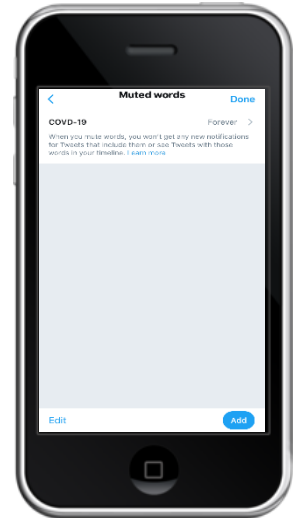 Muted words
Done
COVD-19
Forever
When you mute words, you won't get any new notifications
for Tweets that include them or see Tweets with those
words in your timeline. Learn more
Edit
Add